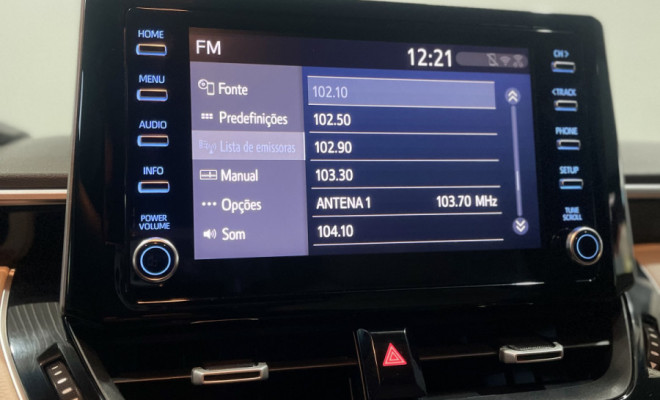 HOME
MENU
AUDIO
INFO
POWER
VOLUME
FM
12:21
Fonte
Predefinições
Lista de emissoras
Manual
Opções
Som
102.10
102.50
102.90
103.30
ANTENA 1 103.70 MHz
104.10
CH>
<TRACK
PHONE
SETUP
TUNE
SCROLL